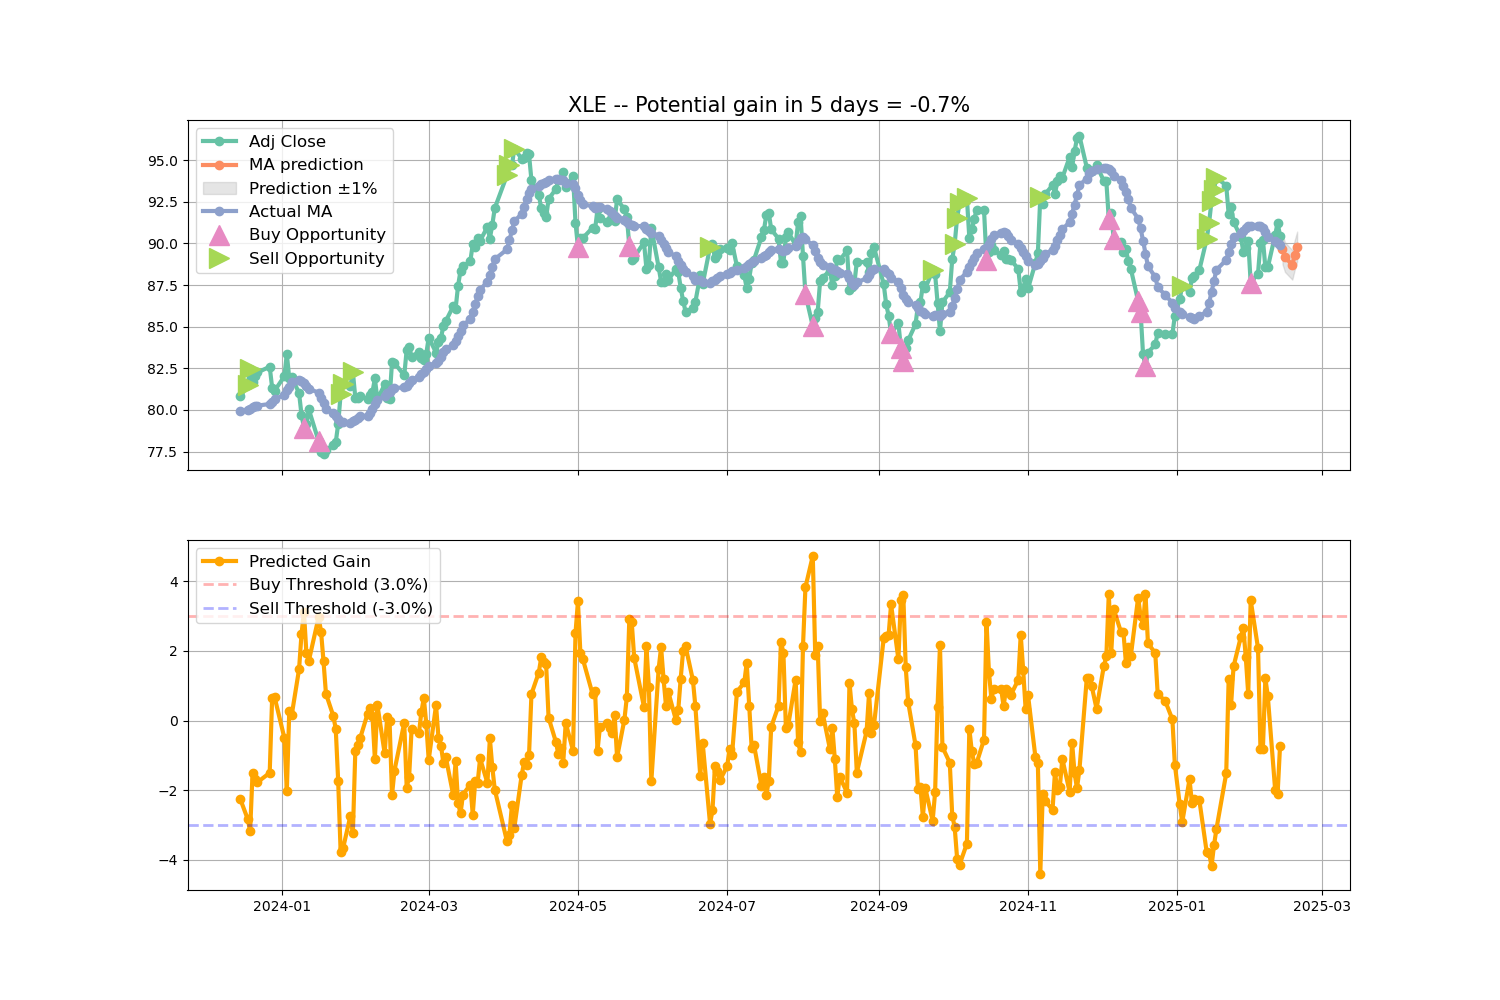 XLE -- Potential gain in 5 days = -0.7%
Adj Close
MA prediction
Prediction ±1%
Actual MA
Buy Opportunity
Sell Opportunity
95.0
92.5
90.0
87.5
85.0
82.5
80.0
77.5
Predicted Gain
Buy Threshold (3.0%)
Sell Threshold (-3.0%)
4
2
0
−2
−4
2024-01 2024-03 2024-05 2024-07 2024-09 2024-11 2025-01 2025-03